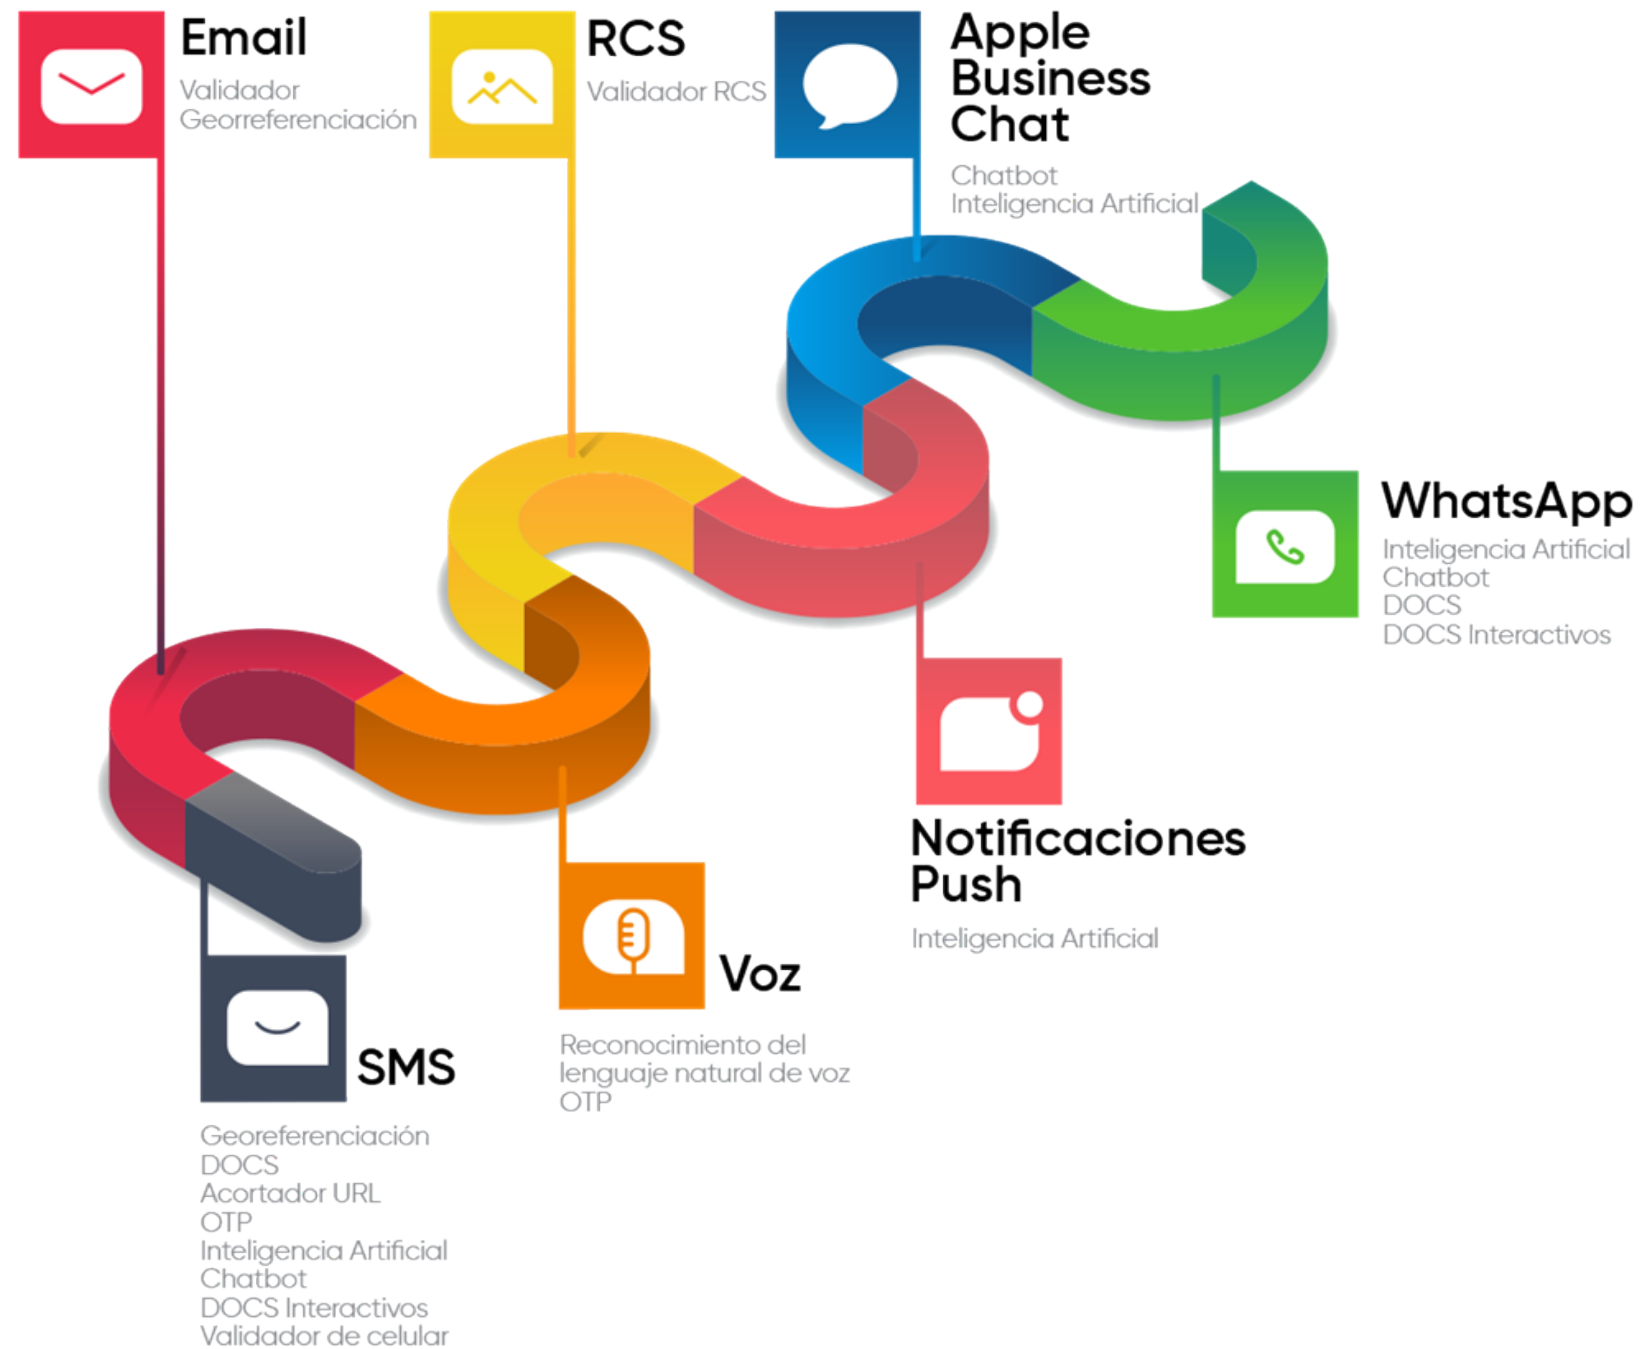 Email
Validador
Georreferenciación
RCS
Validador RCS
Apple
Business
Chat
Chatbot
Inteligencia Artificial
WhatsApp
Inteligencia Artificial
Chatbot
DOCS
DOCS Interactivos
Notificaciones
Push
Inteligencia Artificial
Voz
Reconocimiento del
lenguaje natural de voz
OTP
SMS
Georeferenciación
DOCS
Acortador URL
OTP
Inteligencia Artificial
Chatbot
DOCS Interactivos
Validador de celular